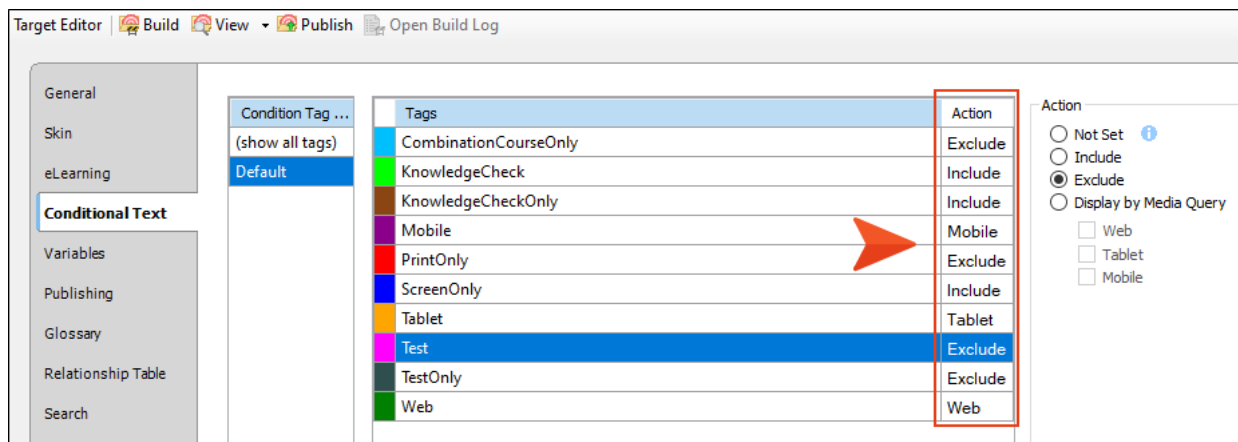 Target Editor Build View Publish Open Build Log
General
Skin
eLearning
Conditional Text
Variables
Publishing
Glossary
Relationship Table
Search
Condition Tag ...
(show all tags)
Default
Tags Action
CombinationCourseOnly Exclude
KnowledgeCheck Include
KnowledgeCheckOnly Include
Mobile Mobile
PrintOnly Exclude
ScreenOnly Include
Tablet Tablet
Test Exclude
TestOnly Exclude
Web Web
Action
Not Set
Include
Exclude
Display by Media Query
Web
Tablet
Mobile